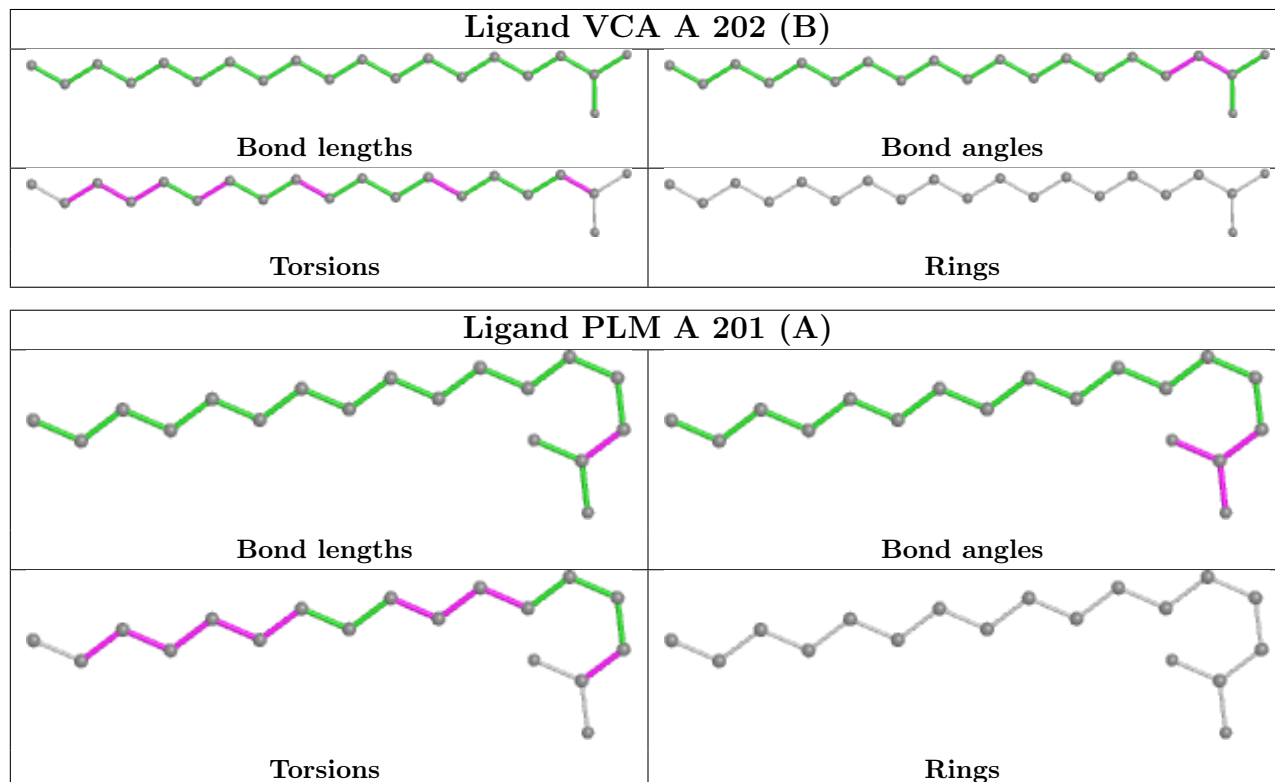 Ligand VCA A 202 (B)
Bond lengths
Bond angles
Torsions
Rings
Ligand PLM A 201 (A)
Bond lengths
Bond angles
Torsions
Rings